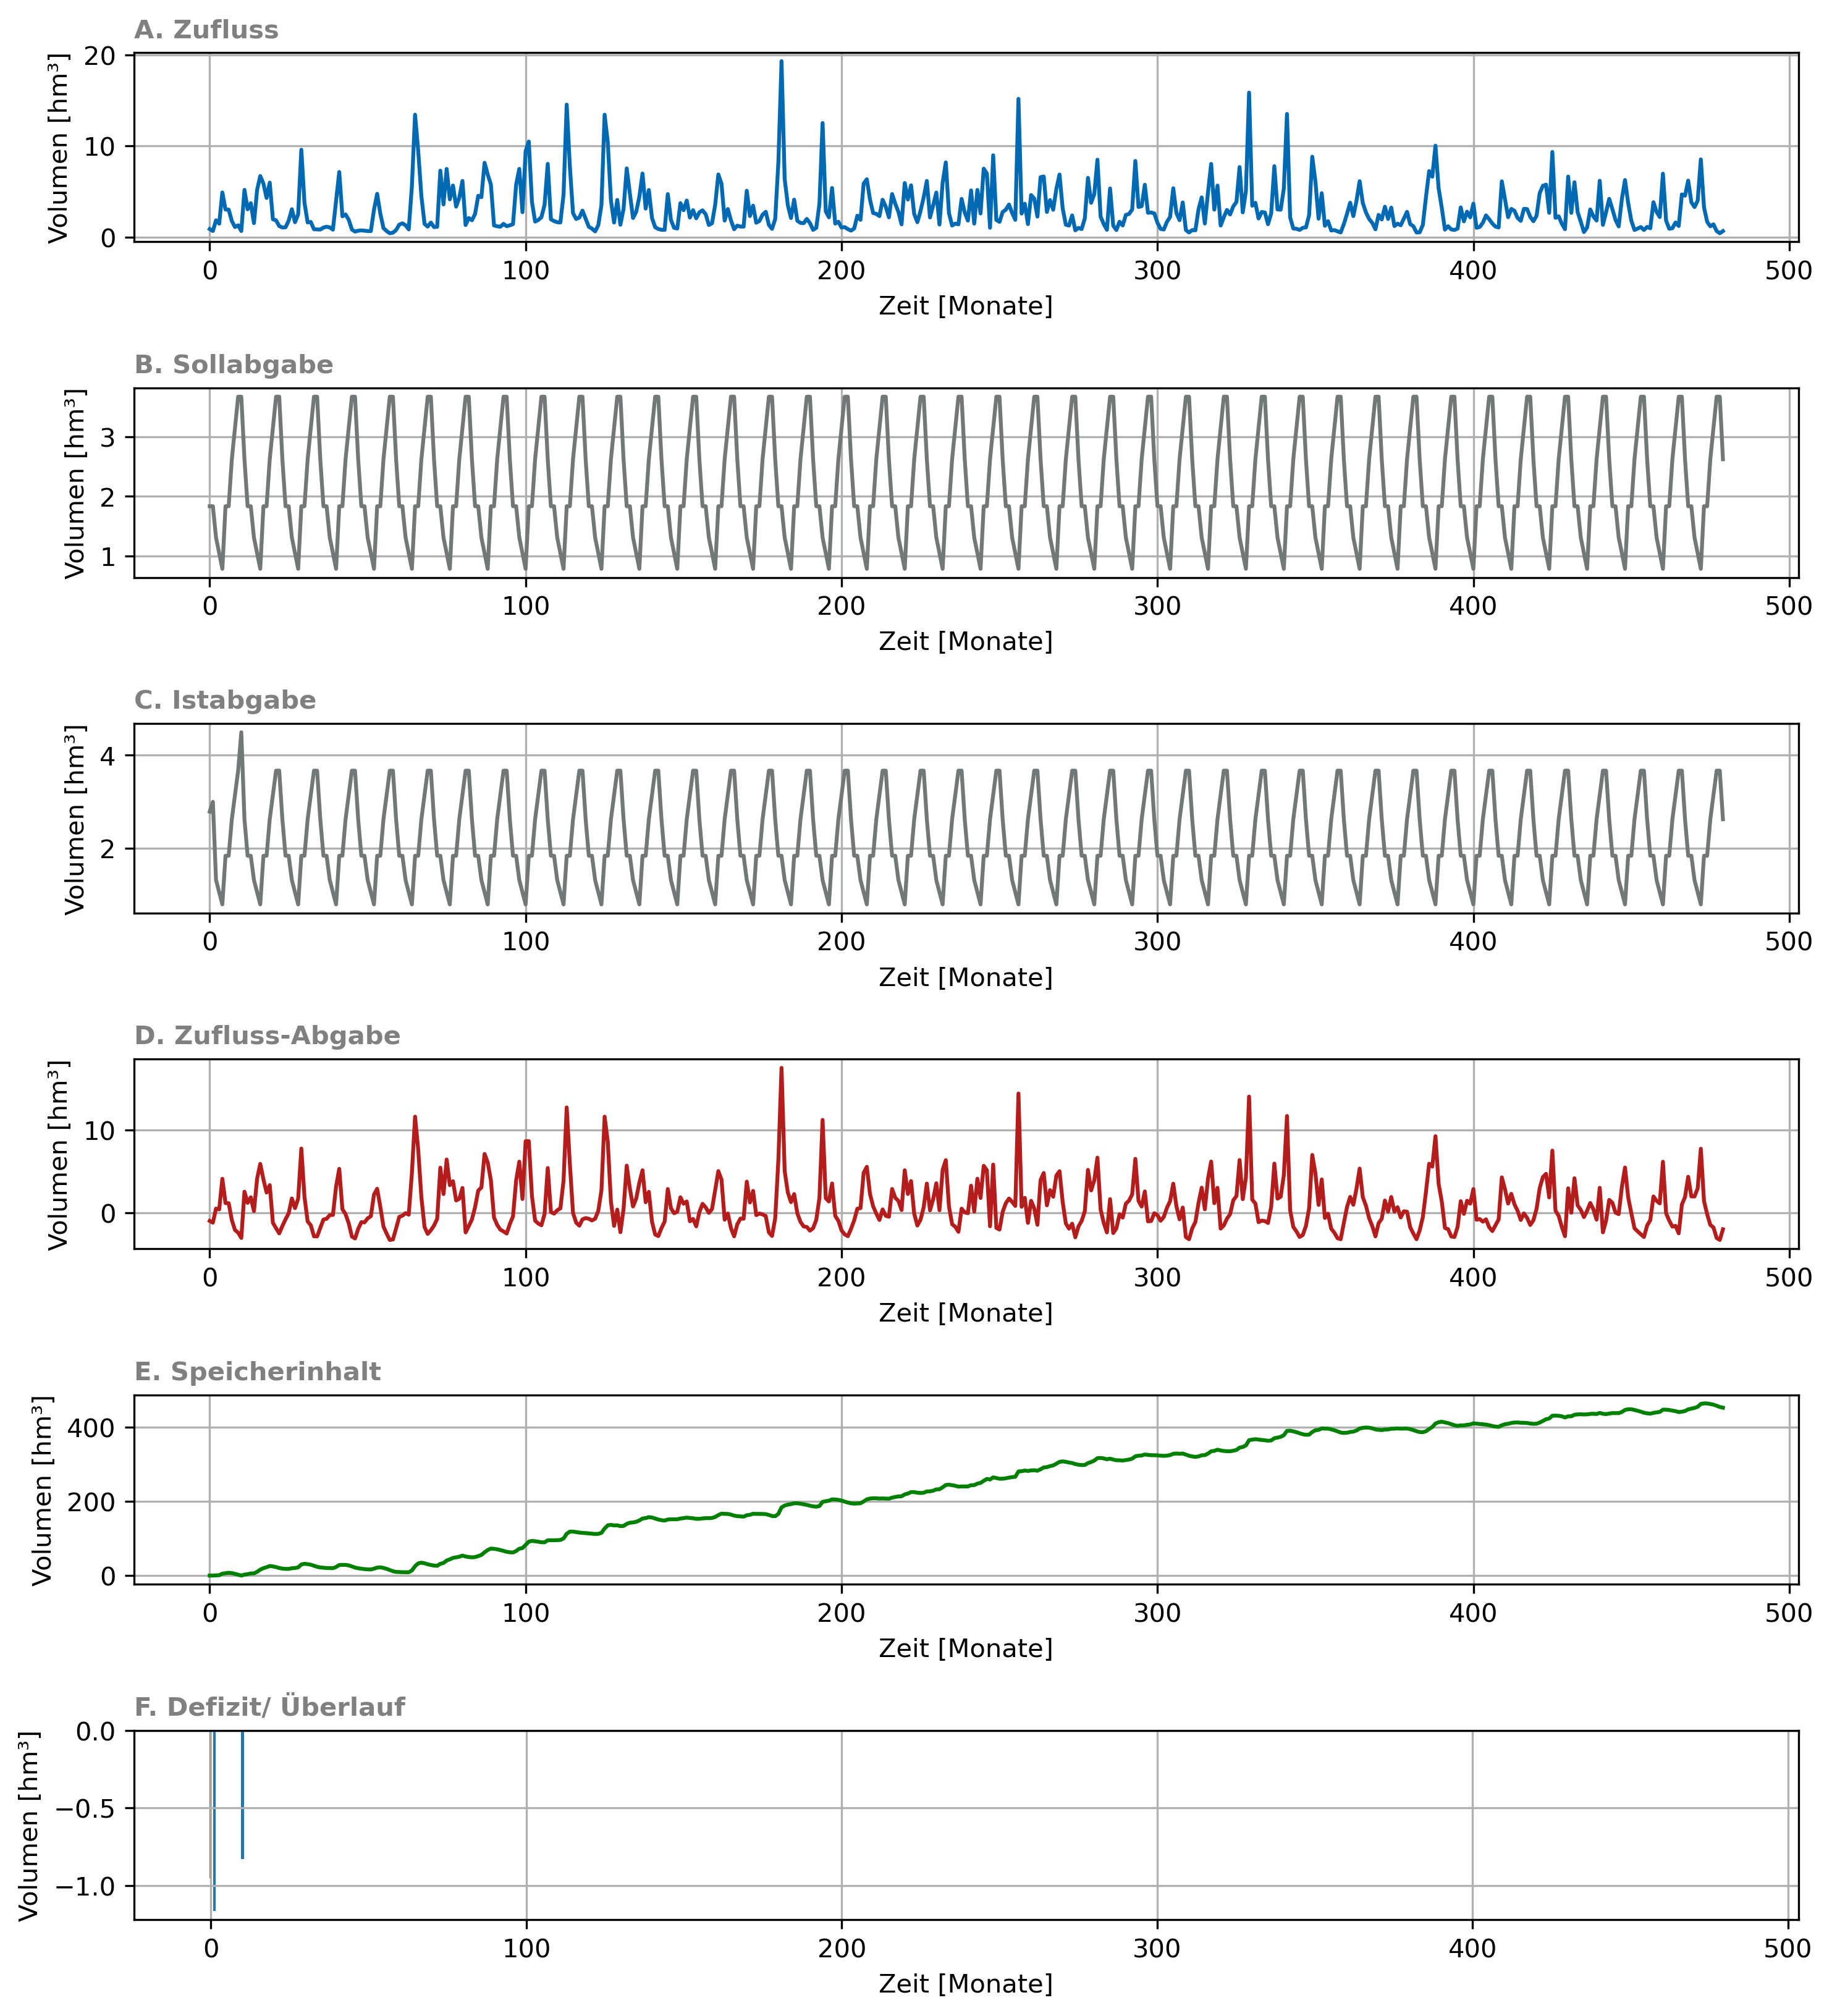 A. Zufluss
Volumen [hm³]
20
10
0
0 100 200 300 400 500
Zeit [Monate]
B. Sollabgabe
Volumen [hm³]
3
2
1
0 100 200 300 400 500
Zeit [Monate]
C. Istabgabe
Volumen [hm³]
4
2
0 100 200 300 400 500
Zeit [Monate]
D. Zufluss-Abgabe
Volumen [hm³]
10
0
0 100 200 300 400 500
Zeit [Monate]
E. Speicherinhalt
Volumen [hm³]
400
200
0
0 100 200 300 400 500
Zeit [Monate]
F. Defizit/ Überlauf
Volumen [hm³]
0.0
−0.5
−1.0
0 100 200 300 400 500
Zeit [Monate]